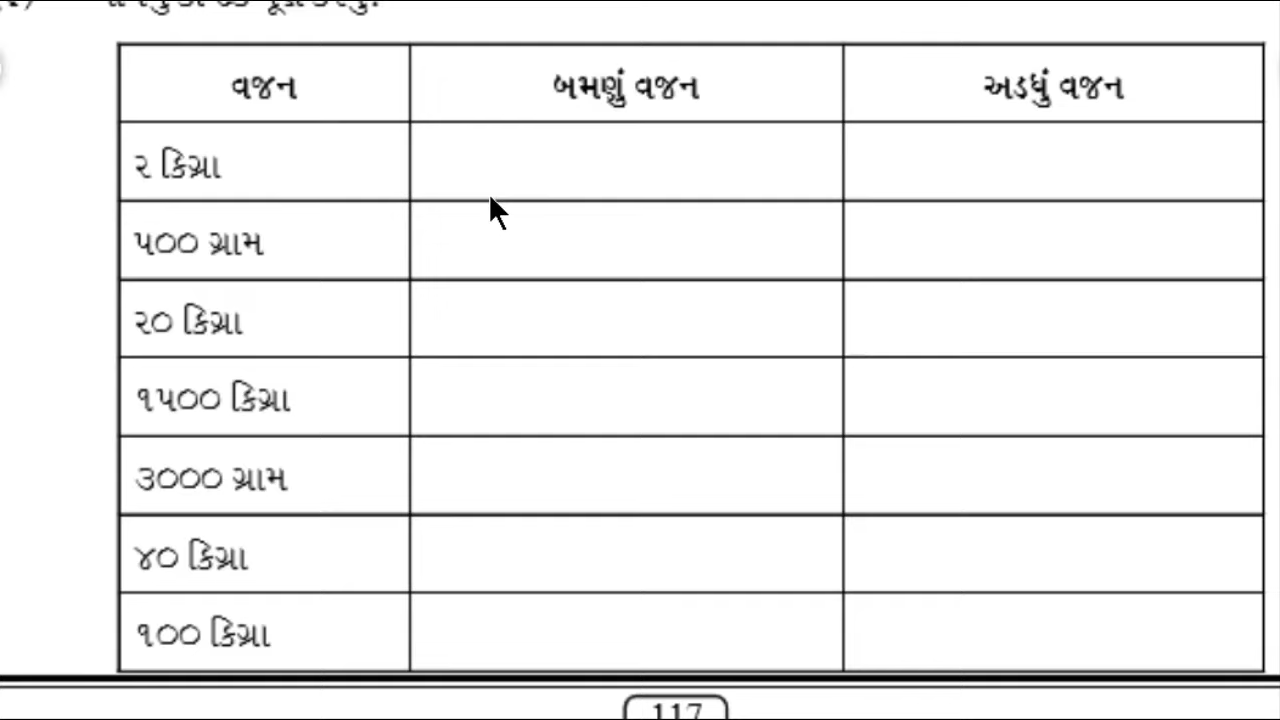 વજન બમણું વજન અડધું વજન
૨ કિગ્રા
૫૦૦ ગ્રામ
૨૦ કિગ્રા
૧૫૦૦ કિગ્રા
૩૦૦૦ ગ્રામ
૪૦ કિગ્રા
૧૦૦ કિગ્રા
117